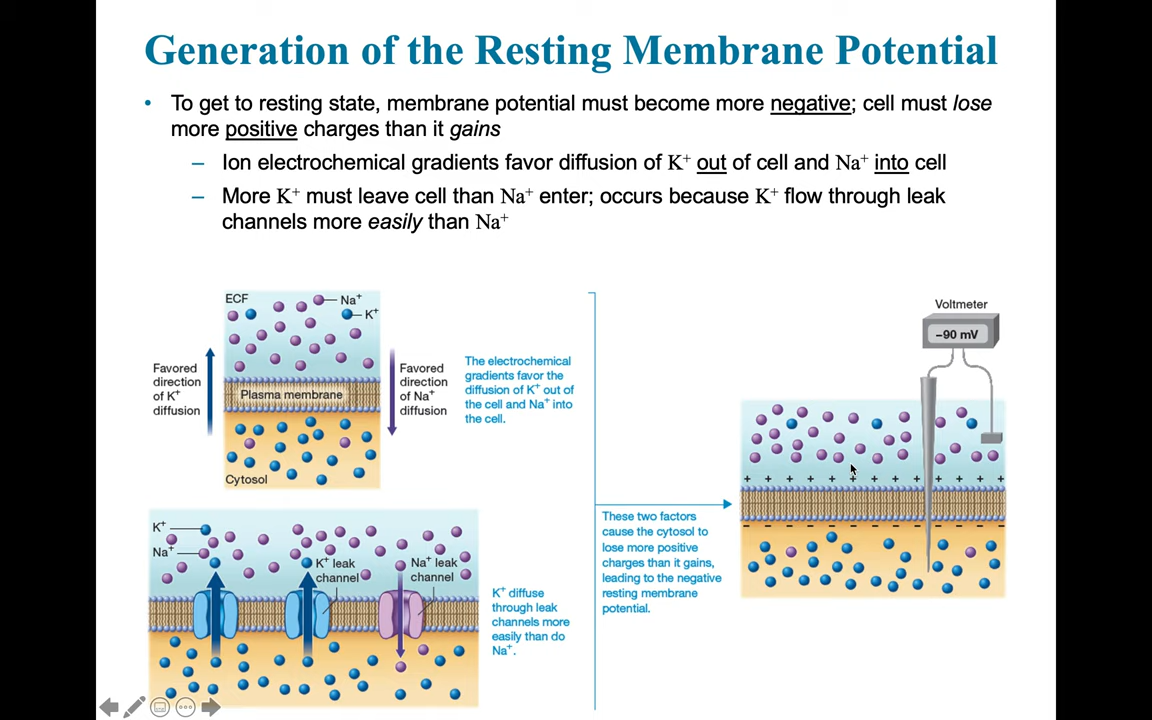 Generation of the Resting Membrane Potential
• To get to resting state, membrane potential must become more negative; cell must lose
more positive charges than it gains
– Ion electrochemical gradients favor diffusion of K⁺ out of cell and Na⁺ into cell
– More K⁺ must leave cell than Na⁺ enter; occurs because K⁺ flow through leak
channels more easily than Na⁺
ECF
Na⁺
K⁺
Favored
direction
of K⁺
diffusion
Plasma membrane
Cytosol
Favored
direction
of Na⁺
diffusion
The electrochemical
gradients favor the
diffusion of K⁺ out of
the cell and Na⁺ into
the cell.
K⁺
Na⁺
K⁺ leak
channel
Na⁺ leak
channel
K⁺ diffuse
through leak
channels more
easily than do
Na⁺.
These two factors
cause the cytosol to
lose more positive
charges than it gains,
leading to the negative
resting membrane
potential.
Voltmeter
–90 mV
+ + + + + + + + + + + + +
– – – – – – – – – – – – –